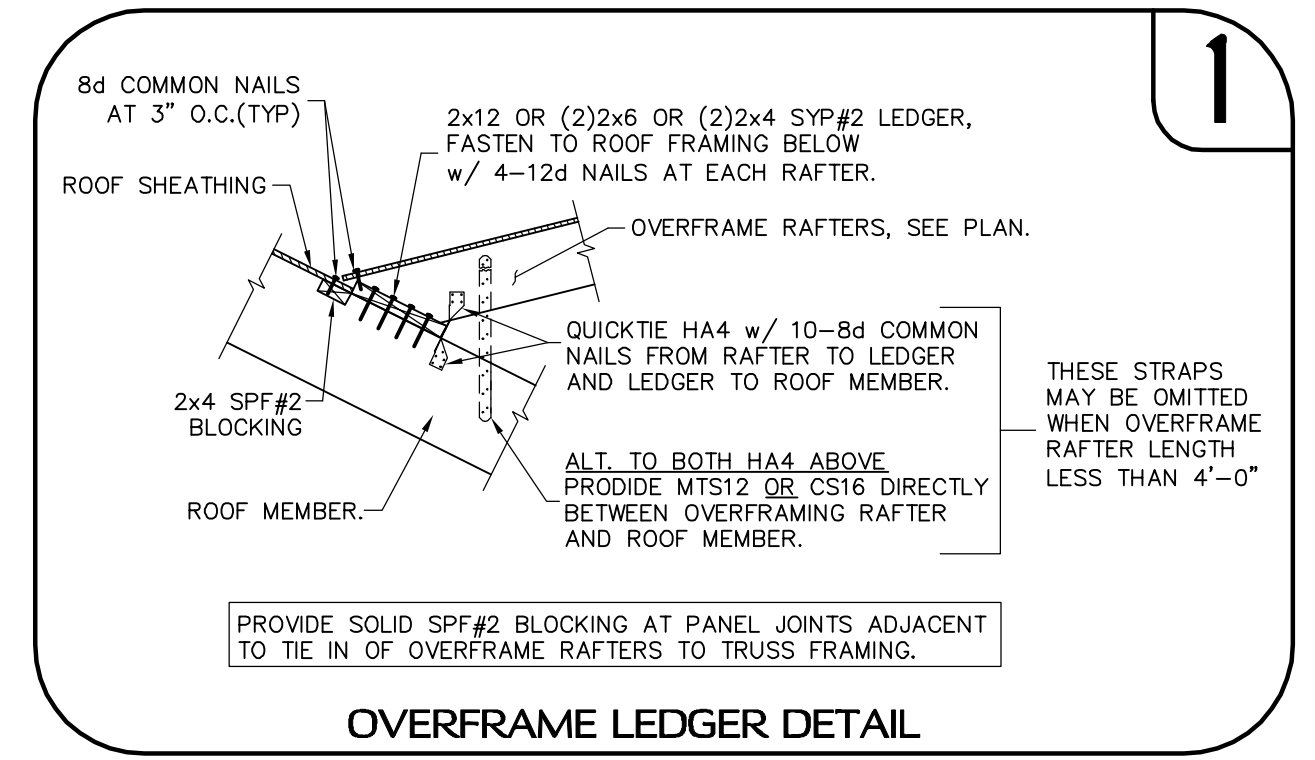 1
8d COMMON NAILS
AT 3" O.C.(TYP)
2x12 OR (2)2x6 OR (2)2x4 SYP#2 LEDGER,
FASTEN TO ROOF FRAMING BELOW
w/ 4-12d NAILS AT EACH RAFTER.
ROOF SHEATHING
OVERFRAME RAFTERS, SEE PLAN.
QUICKTIE HA4 w/ 10-8d COMMON
NAILS FROM RAFTER TO LEDGER
AND LEDGER TO ROOF MEMBER.
THESE STRAPS
MAY BE OMITTED
WHEN OVERFRAME
RAFTER LENGTH
LESS THAN 4'-0"
2x4 SPF#2
BLOCKING
ALT. TO BOTH HA4 ABOVE
PRODIDE MTS12 OR CS16 DIRECTLY
BETWEEN OVERFRAMING RAFTER
AND ROOF MEMBER.
ROOF MEMBER.
PROVIDE SOLID SPF#2 BLOCKING AT PANEL JOINTS ADJACENT
TO TIE IN OF OVERFRAME RAFTERS TO TRUSS FRAMING.
OVERFRAME LEDGER DETAIL